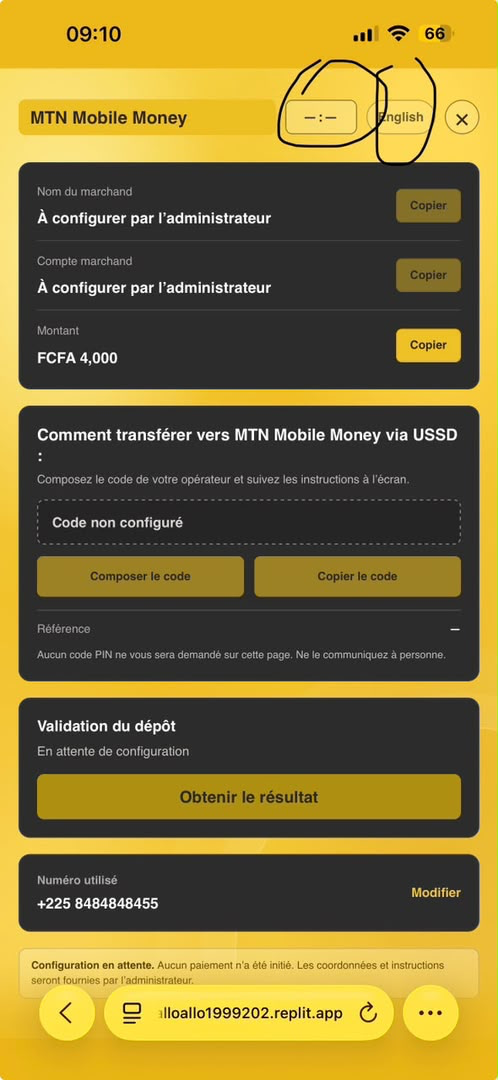 09:10
66
MTN Mobile Money
–:–
English
Nom du marchand
À configurer par l’administrateur
Copier
Compte marchand
À configurer par l’administrateur
Copier
Montant
FCFA 4,000
Copier
Comment transférer vers MTN Mobile Money via USSD
:
Composez le code de votre opérateur et suivez les instructions à l’écran.
Code non configuré
Composer le code
Copier le code
Référence
–
Aucun code PIN ne vous sera demandé sur cette page. Ne le communiquez à personne.
Validation du dépôt
En attente de configuration
Obtenir le résultat
Numéro utilisé
+225 8484848455
Modifier
Configuration en attente. Aucun paiement n’a été initié. Les coordonnées et instructions
seront fournies par l’administrateur.
alloallo1999202.replit.app